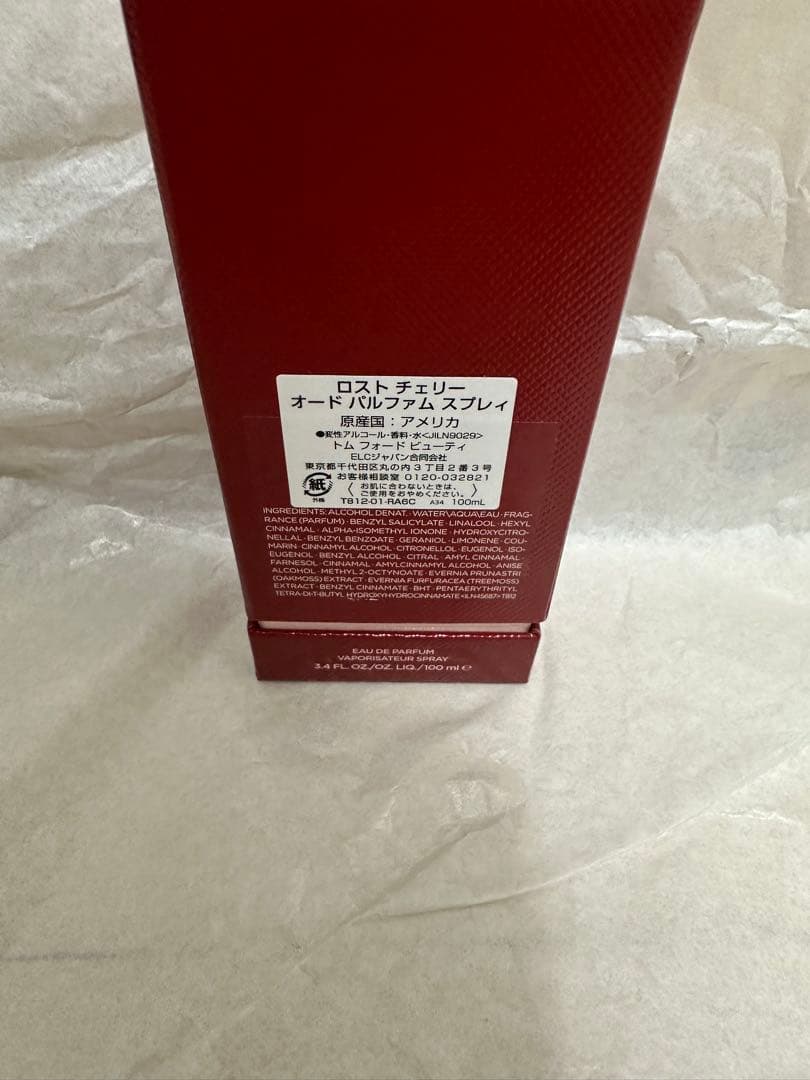 ロスト チェリー
オード パルファム スプレィ
原産国：アメリカ
●変性アルコール・香料・水<JILN9029>
トム フォード ビューティ
ELCジャパン合同会社
東京都千代田区丸の内3丁目2番3号
お客様相談室 0120-032821
紙
外箱
〈お肌に合わないときは、
ご使用をおやめください。〉
T812-01-RA6C A34 100mL
INGREDIENTS: ALCOHOL DENAT. · WATER\AQUA\EAU · FRAG-
RANCE (PARFUM) · BENZYL SALICYLATE · LINALOOL · HEXYL
CINNAMAL · ALPHA-ISOMETHYL IONONE · HYDROXYCITRO-
NELLAL · BENZYL BENZOATE · GERANIOL · LIMONENE · COU-
MARIN · CINNAMYL ALCOHOL · CITRONELLOL · EUGENOL · ISO-
EUGENOL · BENZYL ALCOHOL · CITRAL · AMYL CINNAMAL ·
FARNESOL · CINNAMAL · AMYLCINNAMYL ALCOHOL · ANISE
ALCOHOL · METHYL 2-OCTYNOATE · EVERNIA PRUNASTRI
(OAKMOSS) EXTRACT · EVERNIA FURFURACEA (TREEMOSS)
EXTRACT · BENZYL CINNAMATE · BHT · PENTAERYTHRITYL
TETRA-DI-T-BUTYL HYDROXYHYDROCINNAMATE <ILN45687> T812
EAU DE PARFUM
VAPORISATEUR SPRAY
3.4 FL. OZ./OZ. LIQ. / 100 ml ℮